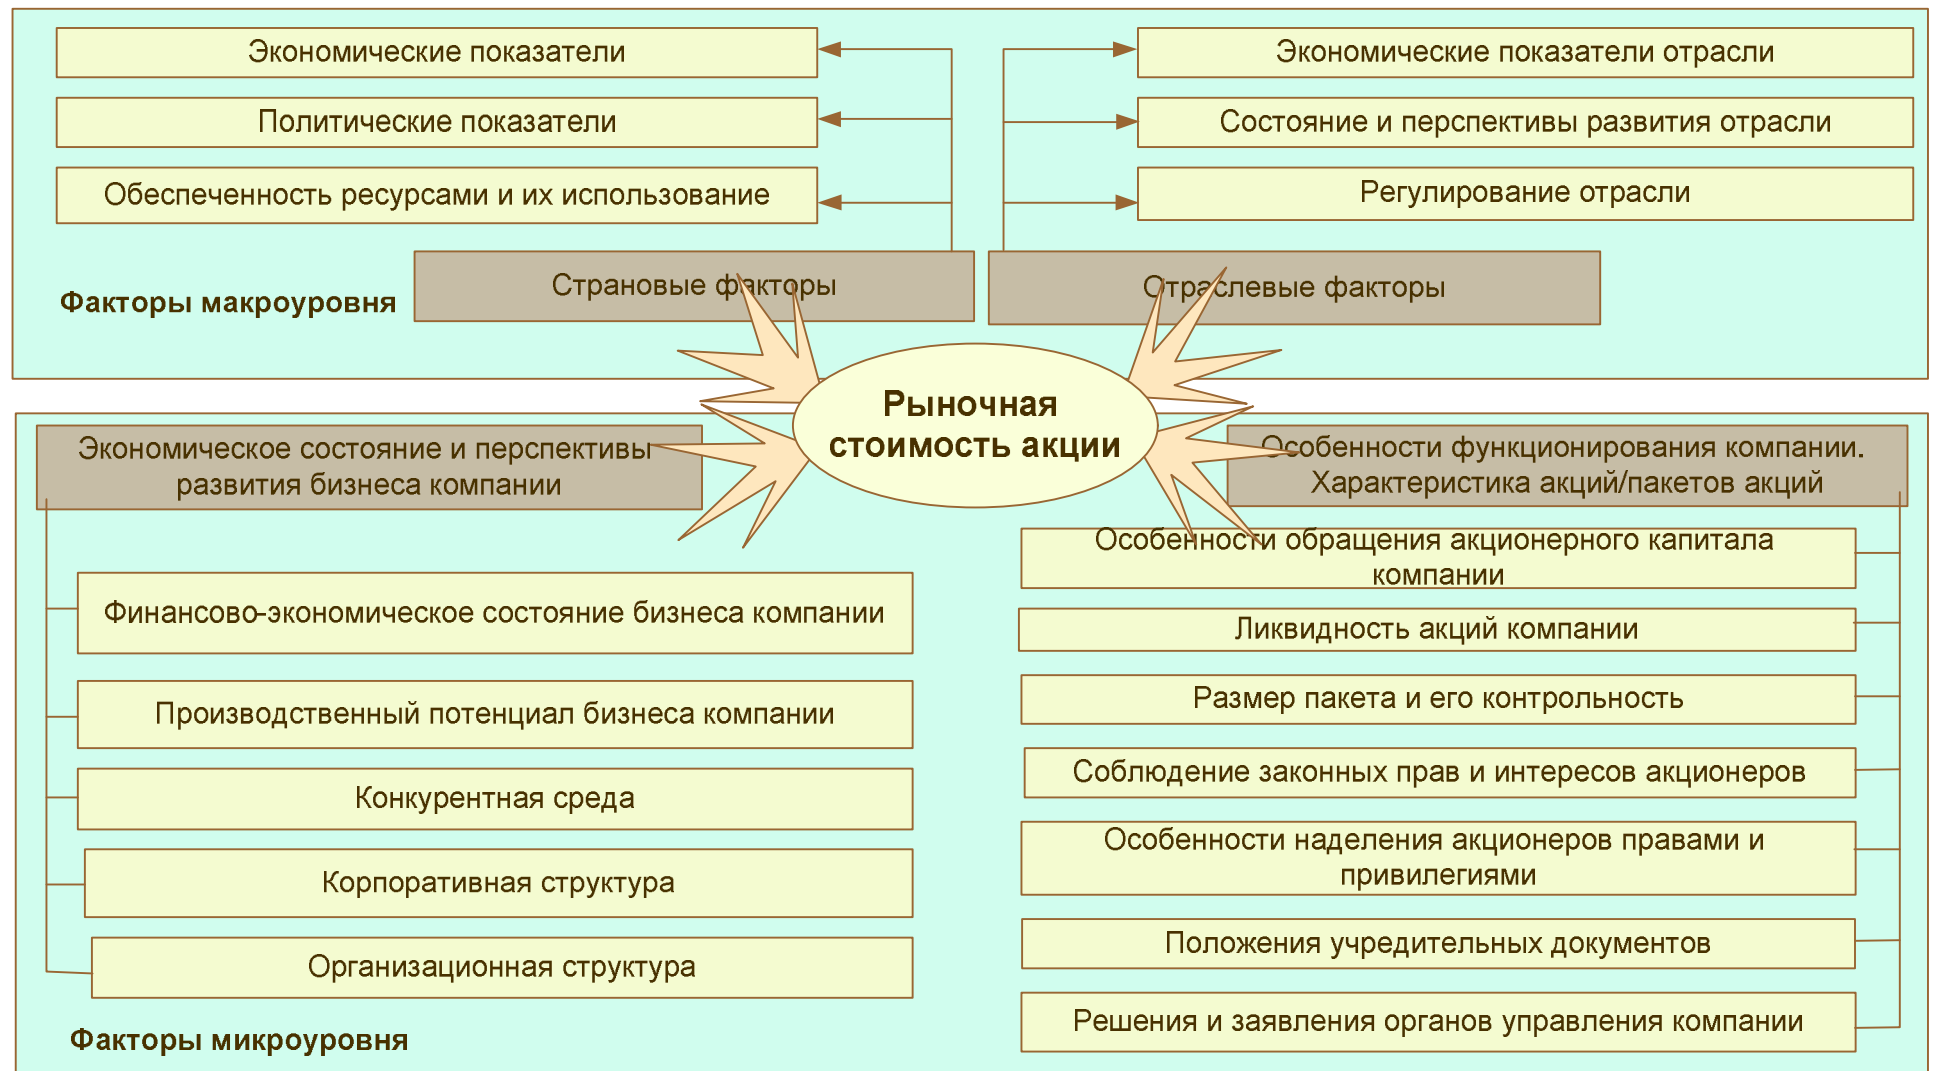 Экономические показатели
Политические показатели
Обеспеченность ресурсами и их использование
Экономические показатели отрасли
Состояние и перспективы развития отрасли
Регулирование отрасли
Страновые факторы
Отраслевые факторы
Факторы макроуровня
Рыночная
стоимость акции
Экономическое состояние и перспективы
развития бизнеса компании
Финансово-экономическое состояние бизнеса компании
Производственный потенциал бизнеса компании
Конкурентная среда
Корпоративная структура
Организационная структура
Особенности функционирования компании.
Характеристика акций/пакетов акций
Особенности обращения акционерного капитала
компании
Ликвидность акций компании
Размер пакета и его контрольность
Соблюдение законных прав и интересов акционеров
Особенности наделения акционеров правами и
привилегиями
Положения учредительных документов
Решения и заявления органов управления компании
Факторы микроуровня